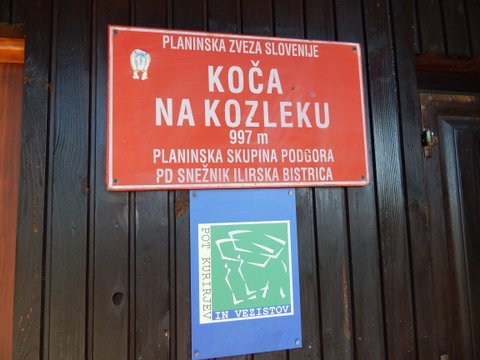 PLANINSKA ZVEZA SLOVENIJE
KOČA
NA KOZLEKU
997 m
PLANINSKA SKUPINA PODGORA
PD SNEŽNIK ILIRSKA BISTRICA
POT KURIRJEV
IN VEZISTOV